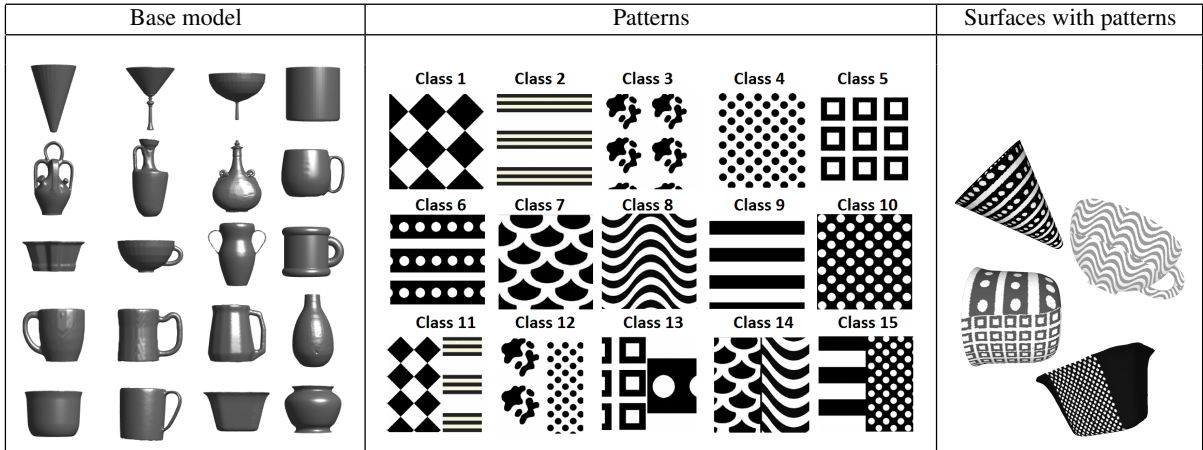 Base model
Patterns
Surfaces with patterns
Class 1 Class 2 Class 3 Class 4 Class 5
Class 6 Class 7 Class 8 Class 9 Class 10
Class 11 Class 12 Class 13 Class 14 Class 15